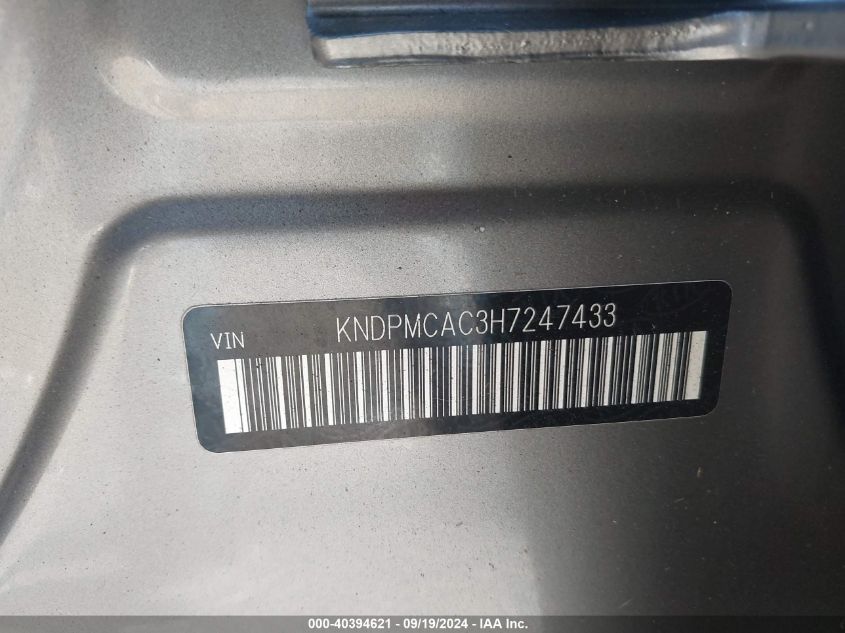 VIN KNDPMCAC3H7247433
000-40394621 - 09/19/2024 - IAA Inc.